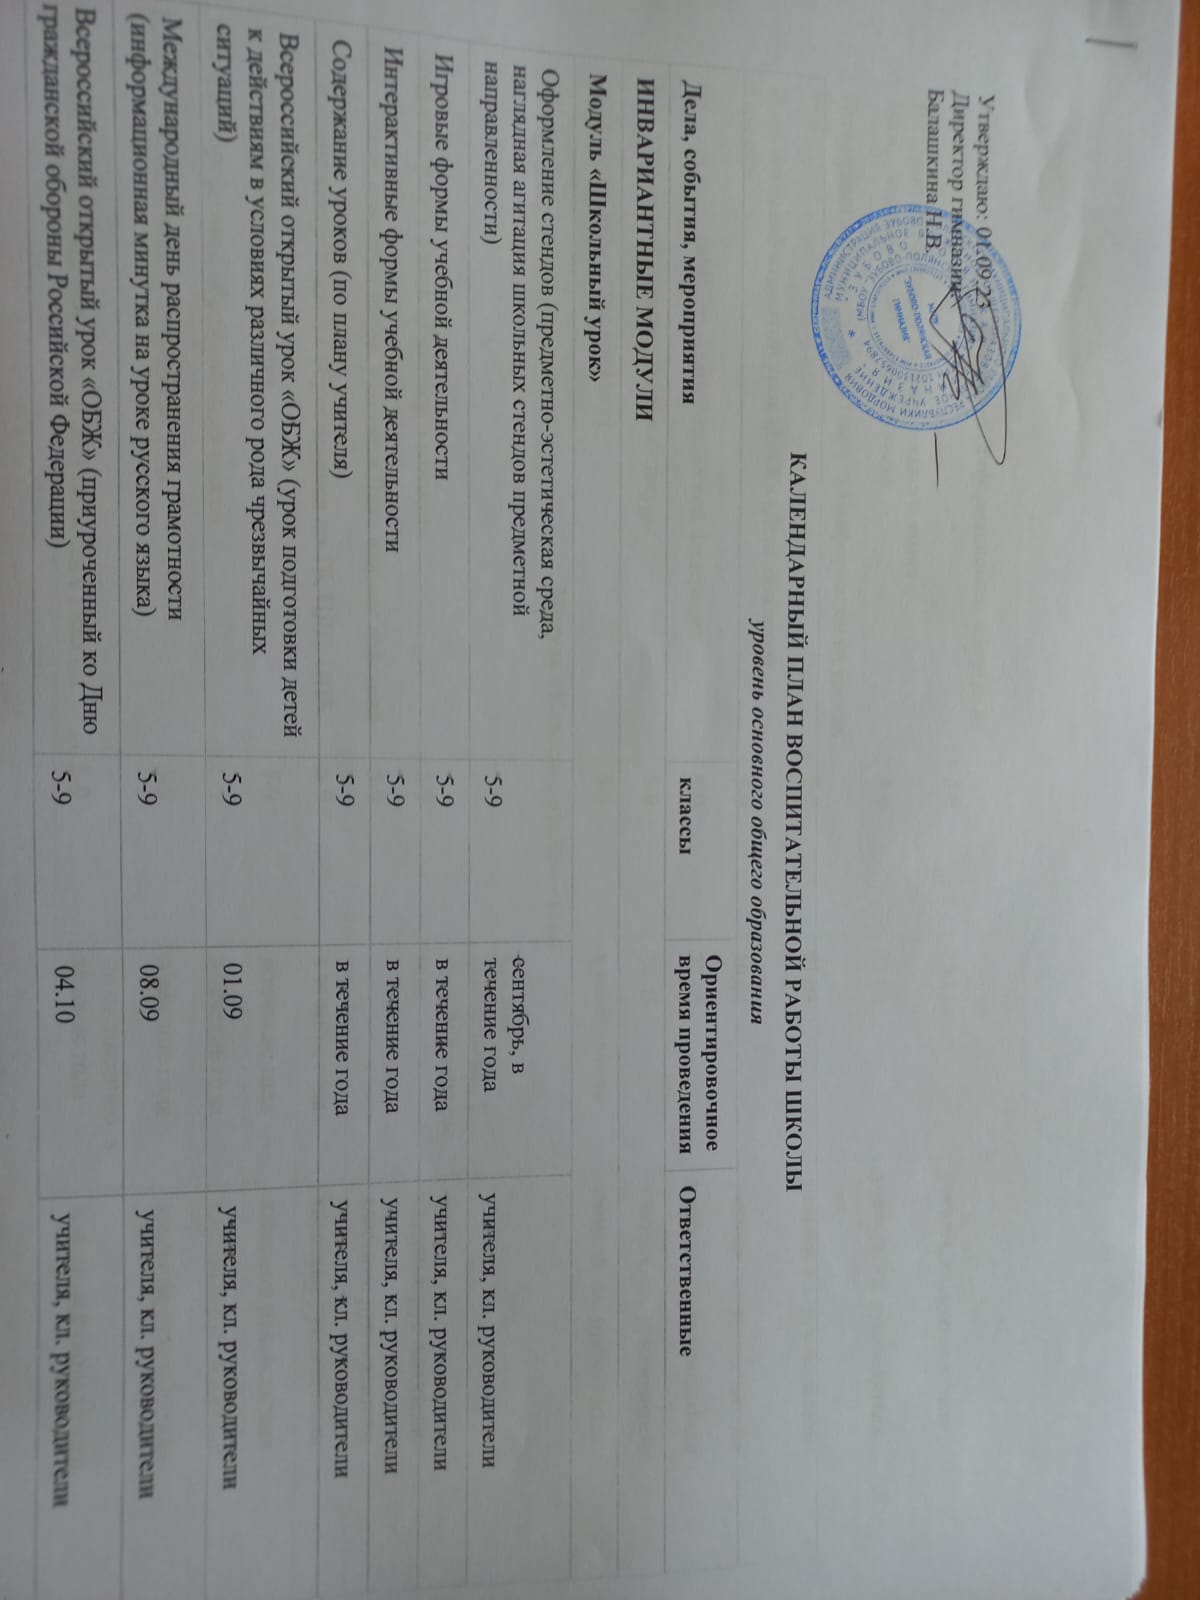 Утверждаю: 01.09.23
Директор гимназии
Балашкина Н.В.
КАЛЕНДАРНЫЙ ПЛАН ВОСПИТАТЕЛЬНОЙ РАБОТЫ ШКОЛЫ
уровень основного общего образования
Дела, события, мероприятия
классы
Ориентировочное
время проведения
Ответственные
ИНВАРИАНТНЫЕ МОДУЛИ
Модуль «Школьный урок»
Оформление стендов (предметно-эстетическая среда,
наглядная агитация школьных стендов предметной
направленности)
5-9
сентябрь, в
течение года
учителя, кл. руководители
Игровые формы учебной деятельности
5-9
в течение года
учителя, кл. руководители
Интерактивные формы учебной деятельности
5-9
в течение года
учителя, кл. руководители
Содержание уроков (по плану учителя)
5-9
в течение года
учителя, кл. руководители
Всероссийский открытый урок «ОБЖ» (урок подготовки детей
к действиям в условиях различного рода чрезвычайных
ситуаций)
5-9
01.09
учителя, кл. руководители
Международный день распространения грамотности
(информационная минутка на уроке русского языка)
5-9
08.09
учителя, кл. руководители
Всероссийский открытый урок «ОБЖ» (приуроченный ко Дню
гражданской обороны Российской Федерации)
5-9
04.10
учителя, кл. руководители